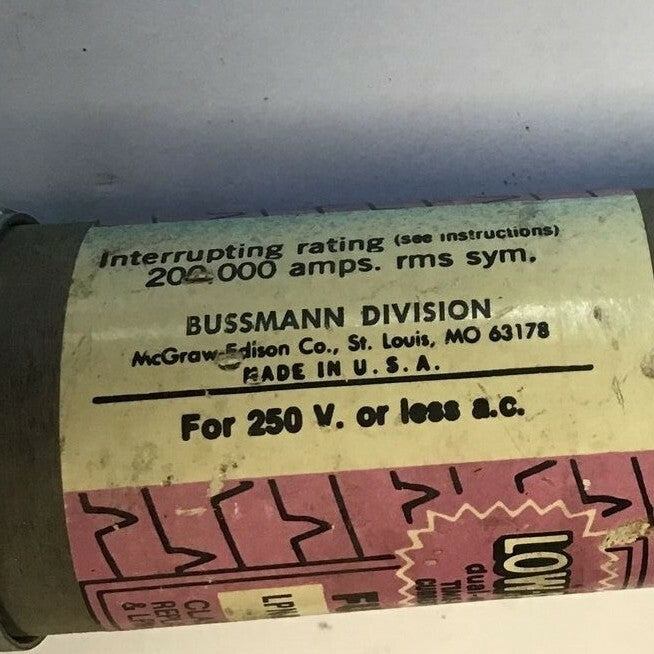 Interrupting rating (see instructions)
200,000 amps. rms sym.
BUSSMANN DIVISION
McGraw-Edison Co., St. Louis, MO 63178
MADE IN U.S.A.
For 250 V. or less a.c.